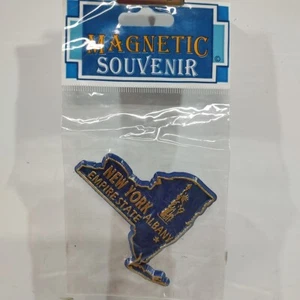 MAGNETIC
SOUVENIR
NEW YORK
EMPIRE STATE
ALBANY